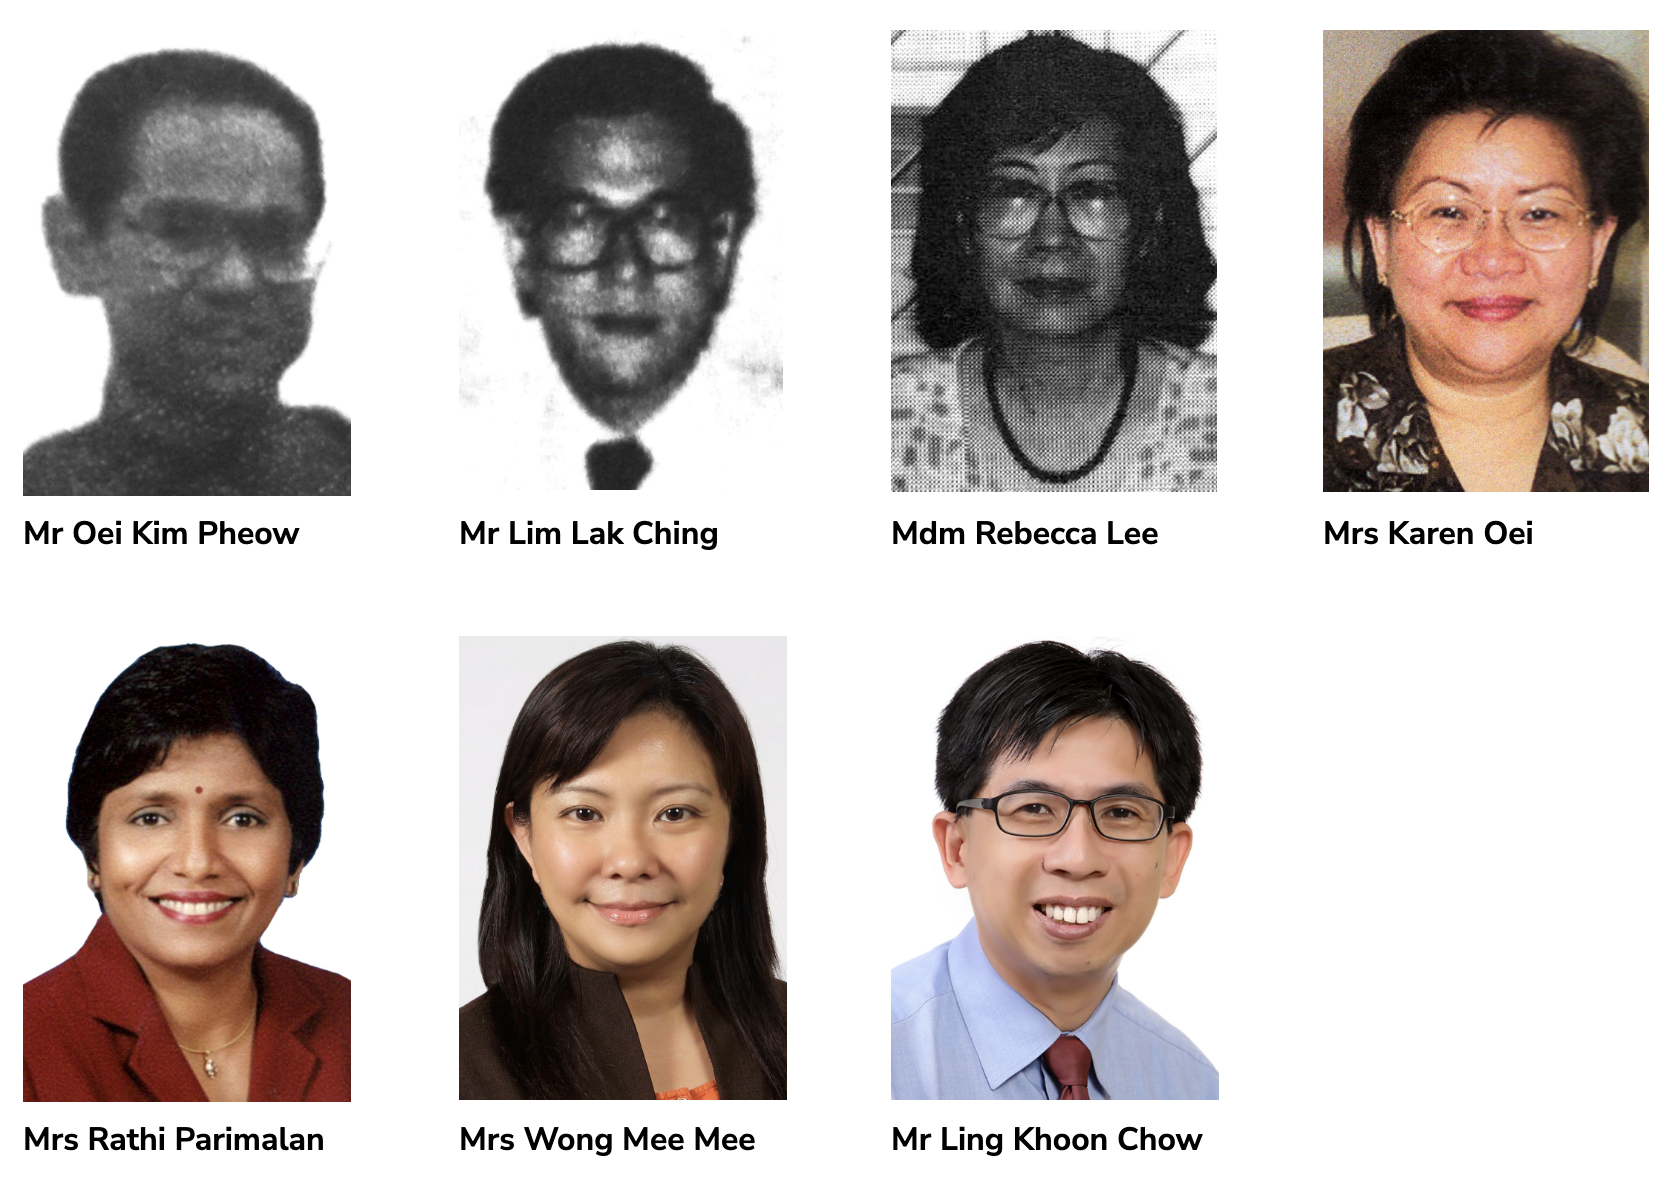 Mr Oei Kim Pheow
Mr Lim Lak Ching
Mdm Rebecca Lee
Mrs Karen Oei
Mrs Rathi Parimalan
Mrs Wong Mee Mee
Mr Ling Khoon Chow